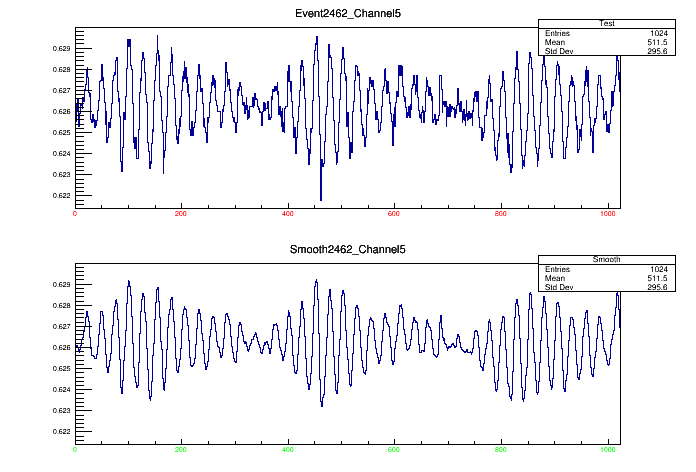 Event2462_Channel5
Test
Entries 1024
Mean 511.5
Std Dev 295.6
0.629
0.628
0.627
0.626
0.625
0.624
0.623
0.622
0 200 400 600 800 1000
Smooth2462_Channel5
Smooth
Entries 1024
Mean 511.5
Std Dev 295.6
0.629
0.628
0.627
0.626
0.625
0.624
0.623
0.622
0 200 400 600 800 1000